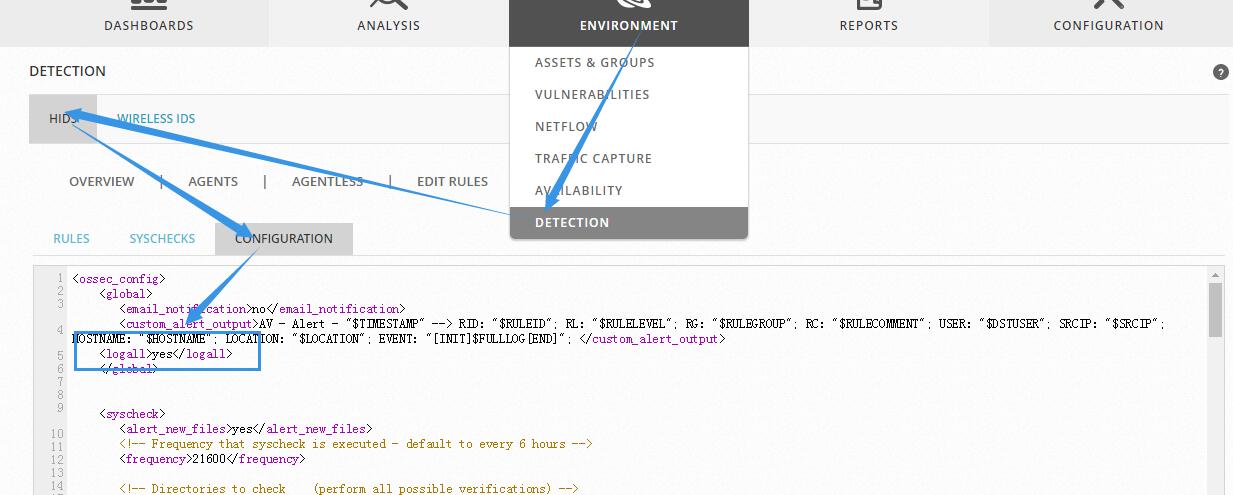 DASHBOARDS ANALYSIS ENVIRONMENT REPORTS CONFIGURATION
ASSETS & GROUPS
VULNERABILITIES
NETFLOW
TRAFFIC CAPTURE
AVAILABILITY
DETECTION
DETECTION ?
HIDS WIRELESS IDS
OVERVIEW | AGENTS | AGENTLESS | EDIT RULES
RULES SYSCHECKS CONFIGURATION
1 <ossec_config>
2 <global>
3 <email_notification>no</email_notification>
<custom_alert_output>AV - Alert - "$TIMESTAMP" --> RID: "$RULEID"; RL: "$RULELEVEL"; RG: "$RULEGROUP"; RC: "$RULECOMMENT"; USER: "$DSTUSER"; SRCIP: "$SRCIP";
4 HOSTNAME: "$HOSTNAME"; LOCATION: "$LOCATION"; EVENT: "[INIT]$FULLLOG[END]"; </custom_alert_output>
5 <logall>yes</logall>
6 </global>
7
8
9 <syscheck>
10 <alert_new_files>yes</alert_new_files>
11 <!-- Frequency that syscheck is executed - default to every 6 hours -->
12 <frequency>21600</frequency>
13
14 <!-- Directories to check (perform all possible verifications) -->